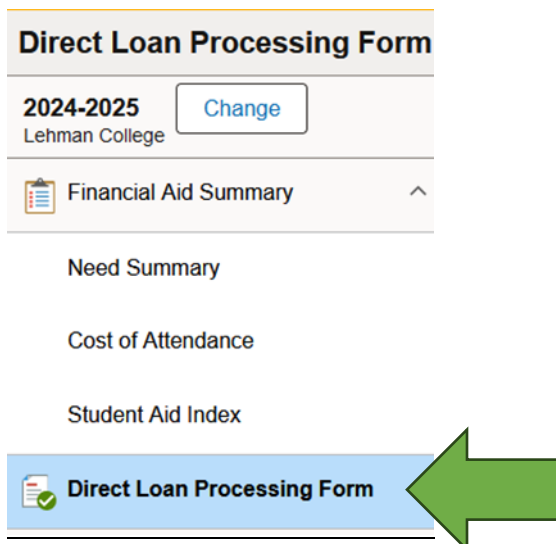 Direct Loan Processing Form
2024-2025
Change
Lehman College
Financial Aid Summary
Need Summary
Cost of Attendance
Student Aid Index
Direct Loan Processing Form